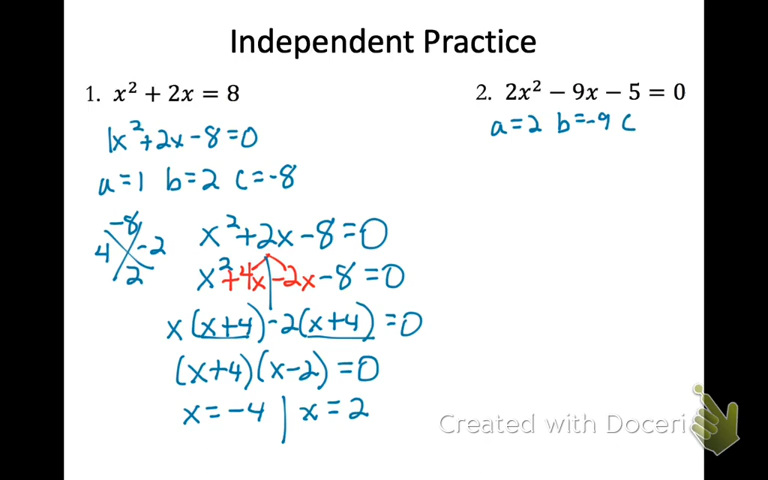 Independent Practice
1. x² + 2x = 8
1x²+2x-8=0
a=1 b=2 c=-8
-8
4 -2
2
x²+2x-8=0
x²+4x-2x-8=0
x(x+4)-2(x+4)=0
(x+4)(x-2)=0
x=-4 | x=2
2. 2x² − 9x − 5 = 0
a=2 b=-9 c
Created with Doceri